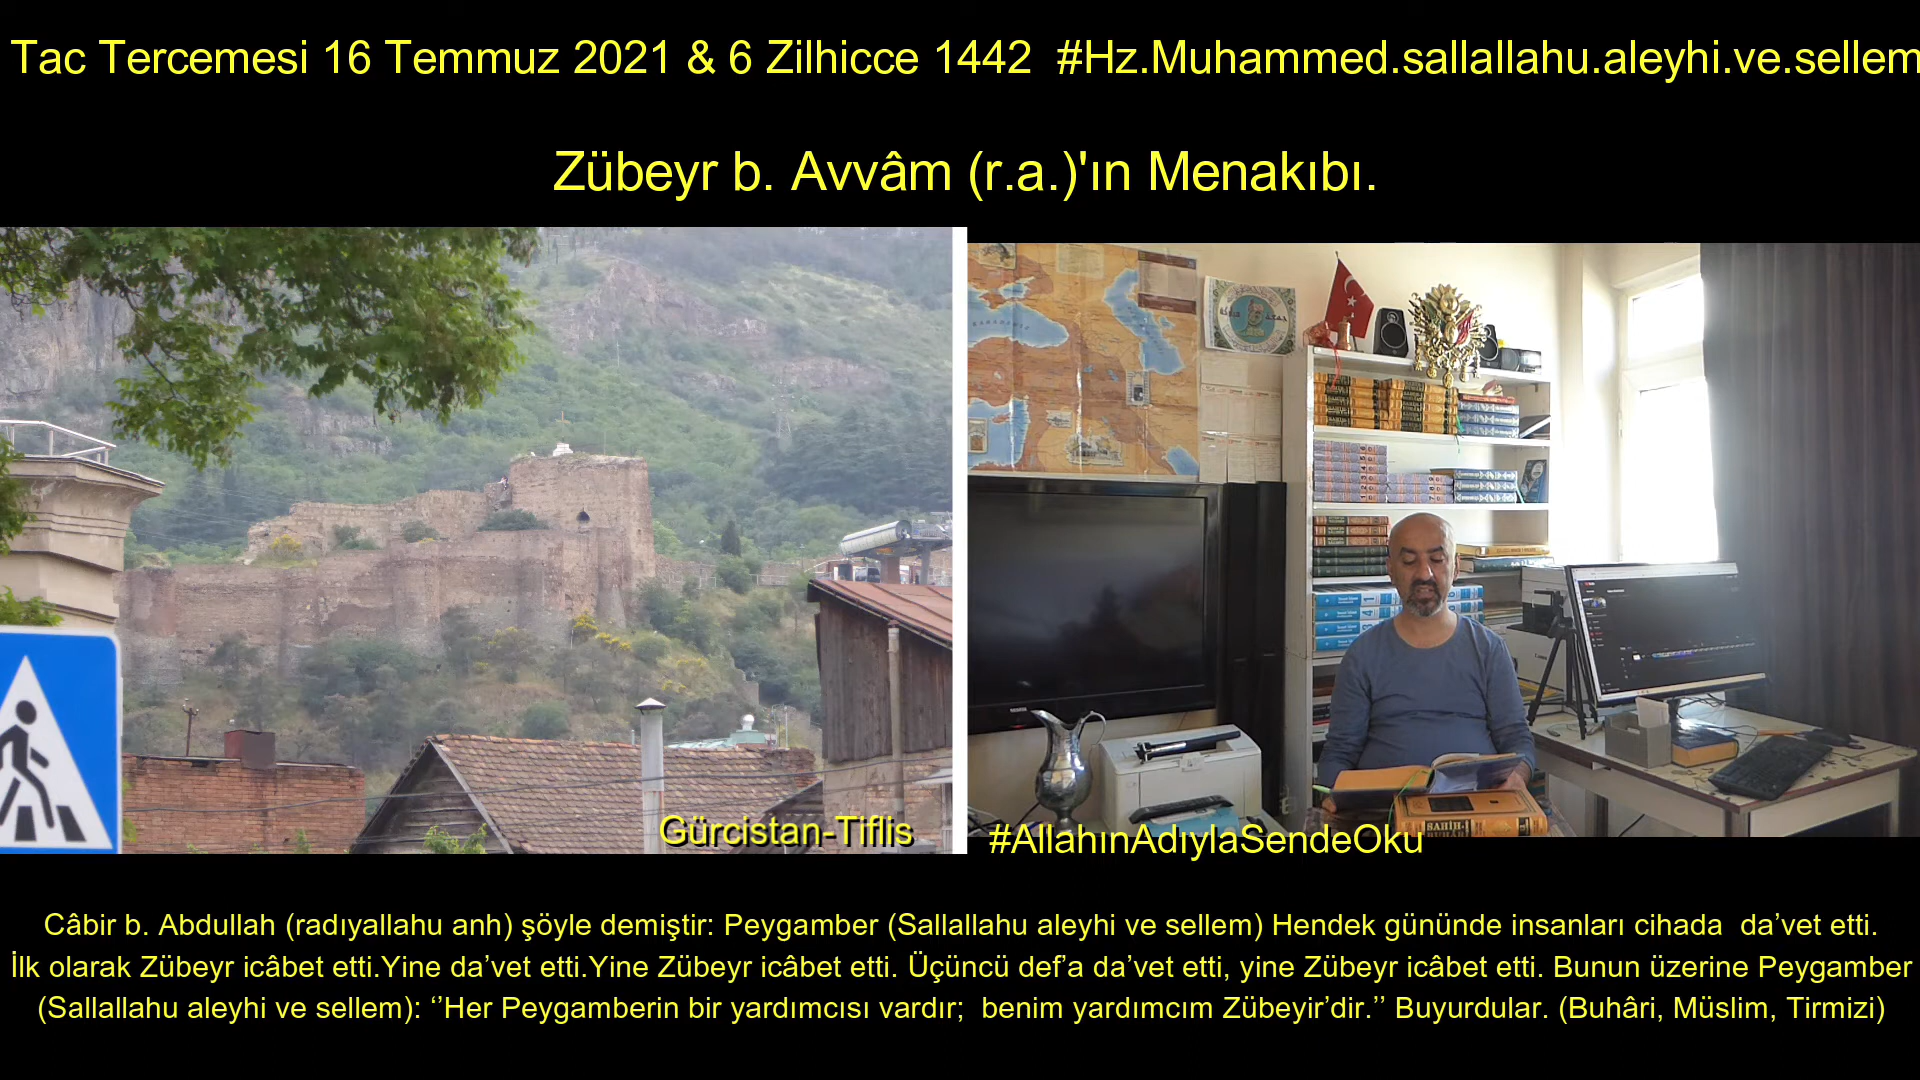 Tac Tercemesi 16 Temmuz 2021 & 6 Zilhicce 1442  #Hz.Muhammed.sallallahu.aleyhi.ve.sellem
Zübeyr b. Avvâm (r.a.)'ın Menakıbı.
Gürcistan-Tiflis
#AllahınAdıylaSendeOku
SAHİH-
Câbir b. Abdullah (radıyallahu anh) şöyle demiştir: Peygamber (Sallallahu aleyhi ve sellem) Hendek gününde insanları cihada  da’vet etti.
İlk olarak Zübeyr icâbet etti.Yine da’vet etti.Yine Zübeyr icâbet etti. Üçüncü def’a da’vet etti, yine Zübeyr icâbet etti. Bunun üzerine Peygamber
(Sallallahu aleyhi ve sellem): ‘’Her Peygamberin bir yardımcısı vardır;  benim yardımcım Zübeyir’dir.’’ Buyurdular. (Buhâri, Müslim, Tirmizi)